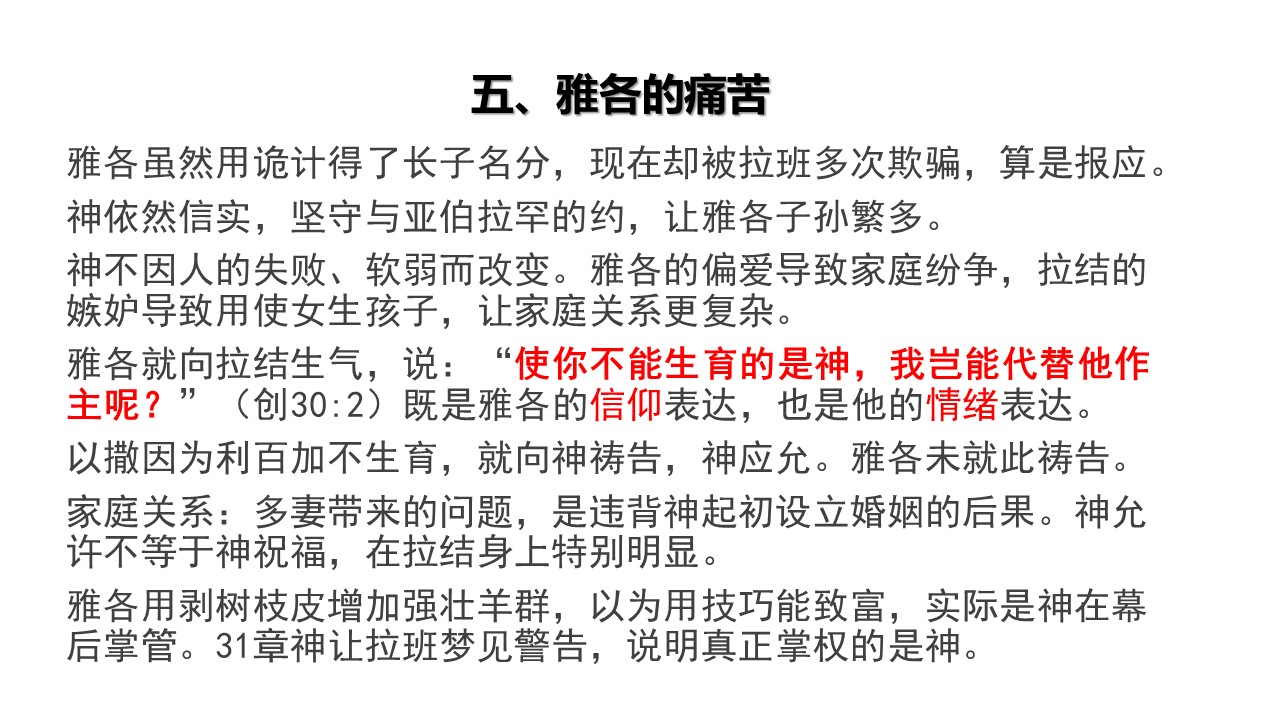 五、雅各的痛苦
雅各虽然用诡计得了长子名分，现在却被拉班多次欺骗，算是报应。
神依然信实，坚守与亚伯拉罕的约，让雅各子孙繁多。
神不因人的失败、软弱而改变。雅各的偏爱导致家庭纷争，拉结的
嫉妒导致用使女生孩子，让家庭关系更复杂。
雅各就向拉结生气，说：“使你不能生育的是神，我岂能代替他作
主呢？”（创30:2）既是雅各的信仰表达，也是他的情绪表达。
以撒因为利百加不生育，就向神祷告，神应允。雅各未就此祷告。
家庭关系：多妻带来的问题，是违背神起初设立婚姻的后果。神允
许不等于神祝福，在拉结身上特别明显。
雅各用剥树枝皮增加强壮羊群，以为用技巧能致富，实际是神在幕
后掌管。31章神让拉班梦见警告，说明真正掌权的是神。